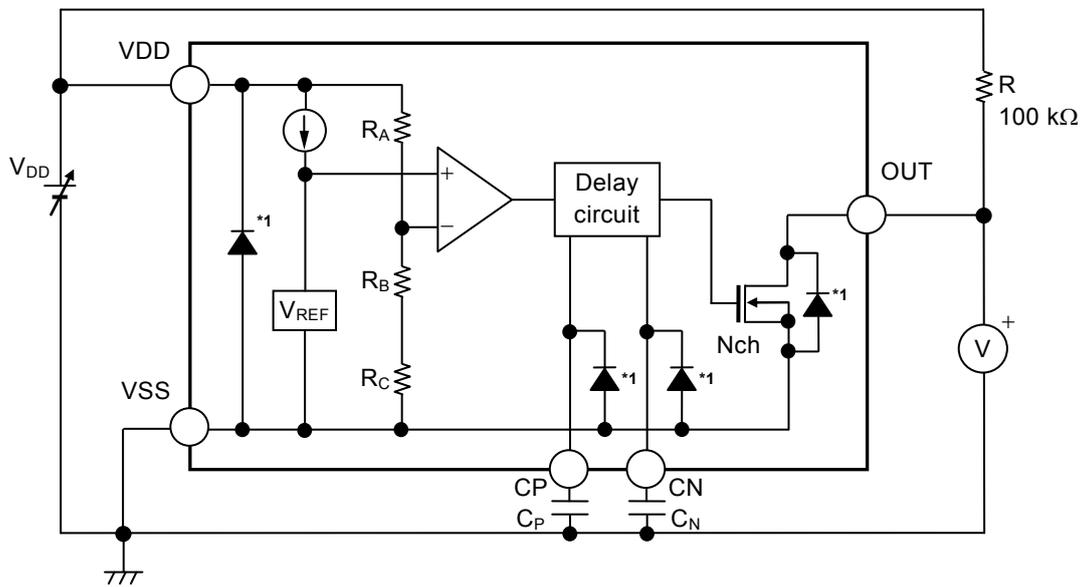 VDD
R
100 kΩ
R_A
V_DD
+
Delay
circuit
OUT
*1
−
R_B
V_REF
*1
+
V
Nch
R_C
*1
*1
VSS
CP
CN
C_P
C_N